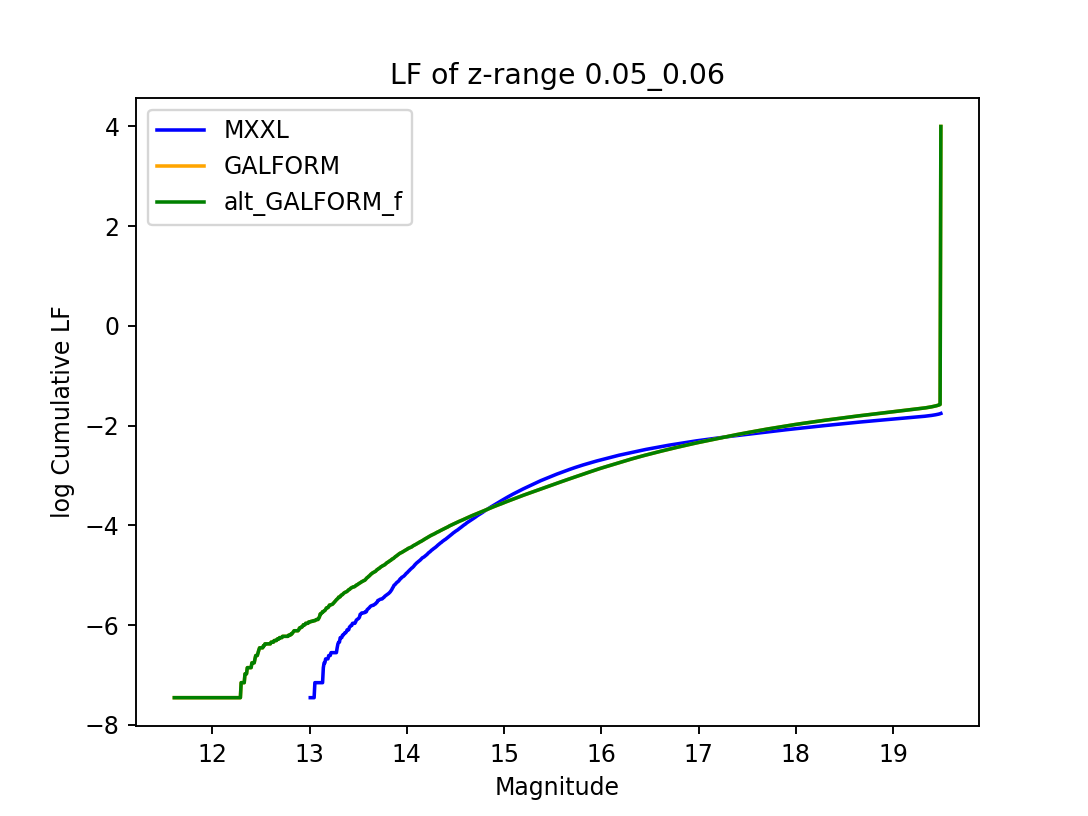 LF of z-range 0.05_0.06
MXXL
GALFORM
alt_GALFORM_f
4
2
0
−2
−4
−6
−8
log Cumulative LF
12 13 14 15 16 17 18 19
Magnitude